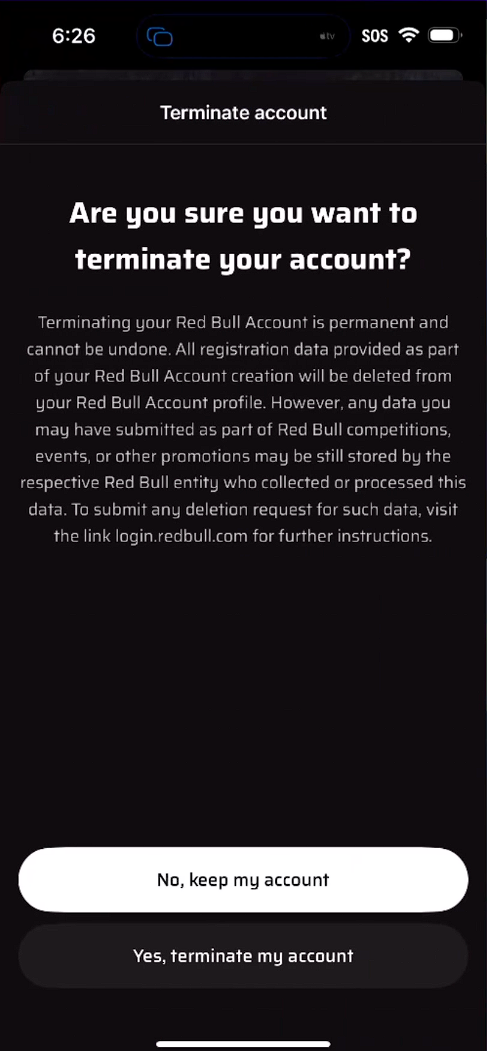 6:26
tv
SOS
Terminate account
Are you sure you want to
terminate your account?
Terminating your Red Bull Account is permanent and
cannot be undone. All registration data provided as part
of your Red Bull Account creation will be deleted from
your Red Bull Account profile. However, any data you
may have submitted as part of Red Bull competitions,
events, or other promotions may be still stored by the
respective Red Bull entity who collected or processed this
data. To submit any deletion request for such data, visit
the link login.redbull.com for further instructions.
No, keep my account
Yes, terminate my account